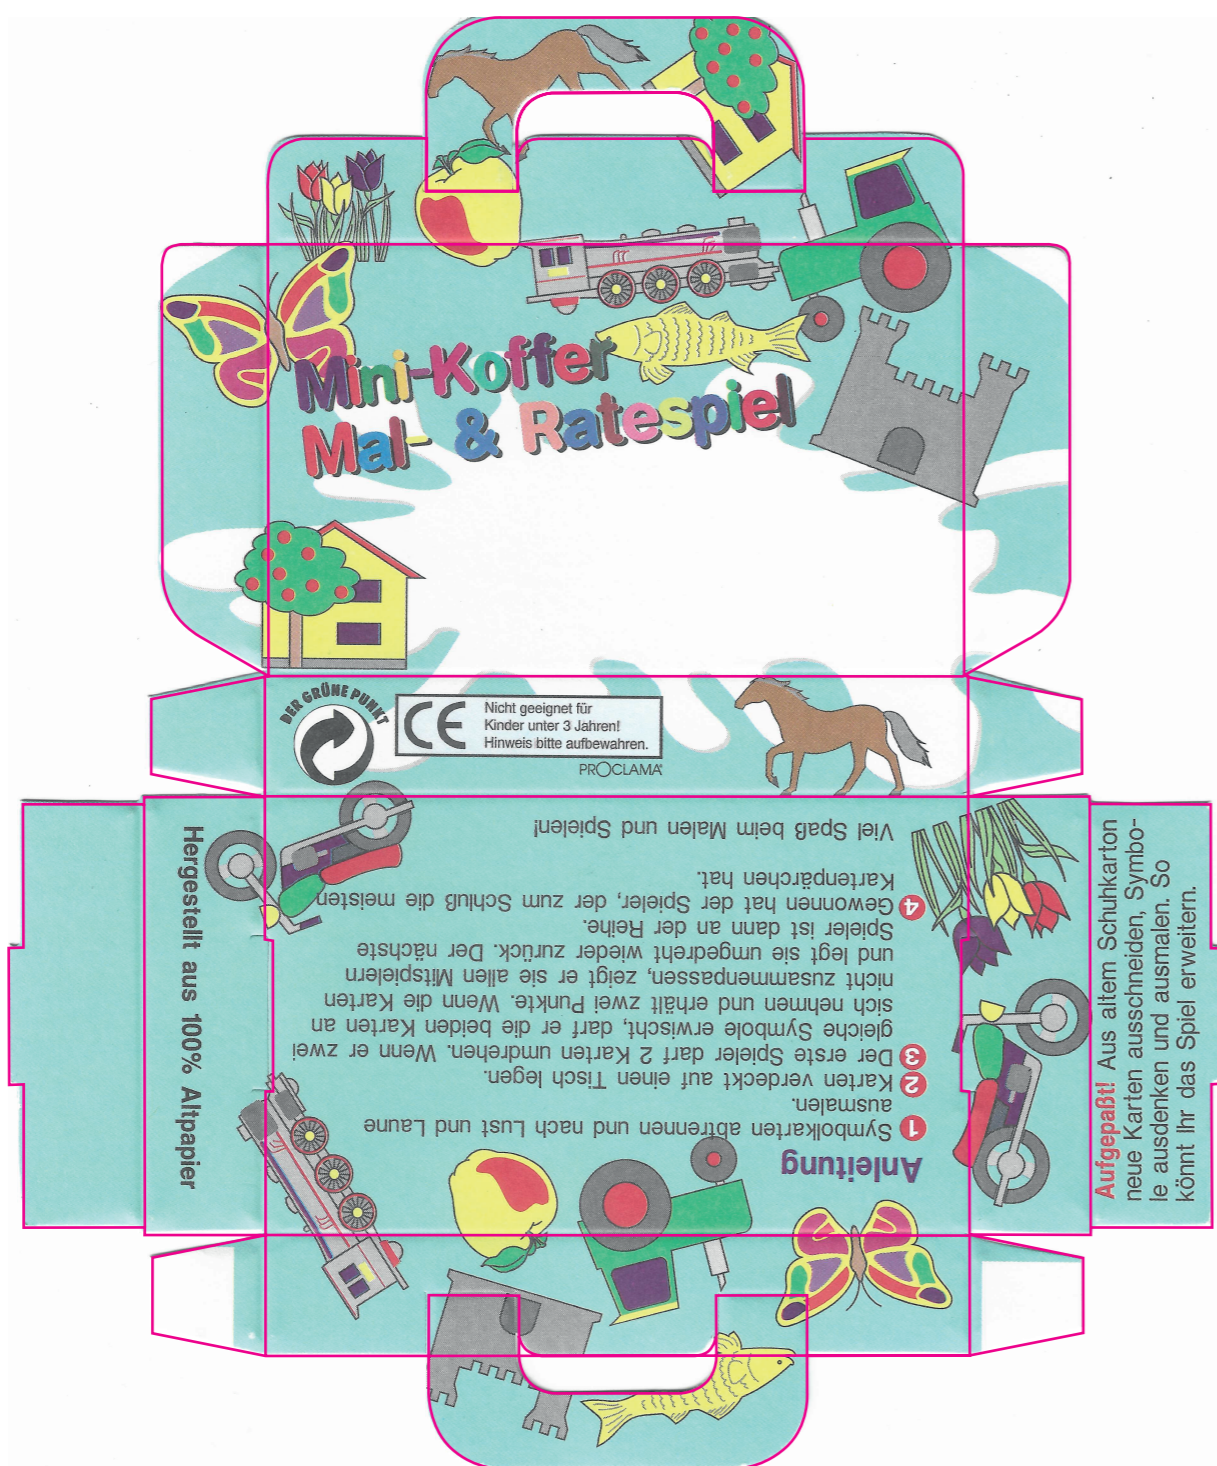 Mini-Koffer
Mal- & Ratespiel
DER GRÜNE PUNKT
CE
Nicht geeignet für
Kinder unter 3 Jahren!
Hinweis bitte aufbewahren.
PROCLAMA
Hergestellt aus 100% Altpapier
Anleitung
1 Symbolkarten abtrennen und nach Lust und Laune
ausmalen.
2 Karten verdeckt auf einen Tisch legen.
3 Der erste Spieler darf 2 Karten umdrehen. Wenn er zwei
gleiche Symbole erwischt, darf er die beiden Karten an
sich nehmen und erhält zwei Punkte. Wenn die Karten
nicht zusammenpassen, zeigt er sie allen Mitspielern
und legt sie umgedreht wieder zurück. Der nächste
Spieler ist dann an der Reihe.
4 Gewonnen hat der Spieler, der zum Schluß die meisten
Kartenpärchen hat.
Viel Spaß beim Malen und Spielen!
Aufgepaßt! Aus altem Schuhkarton
neue Karten ausschneiden, Symbo-
le ausdenken und ausmalen. So
könnt Ihr das Spiel erweitern.